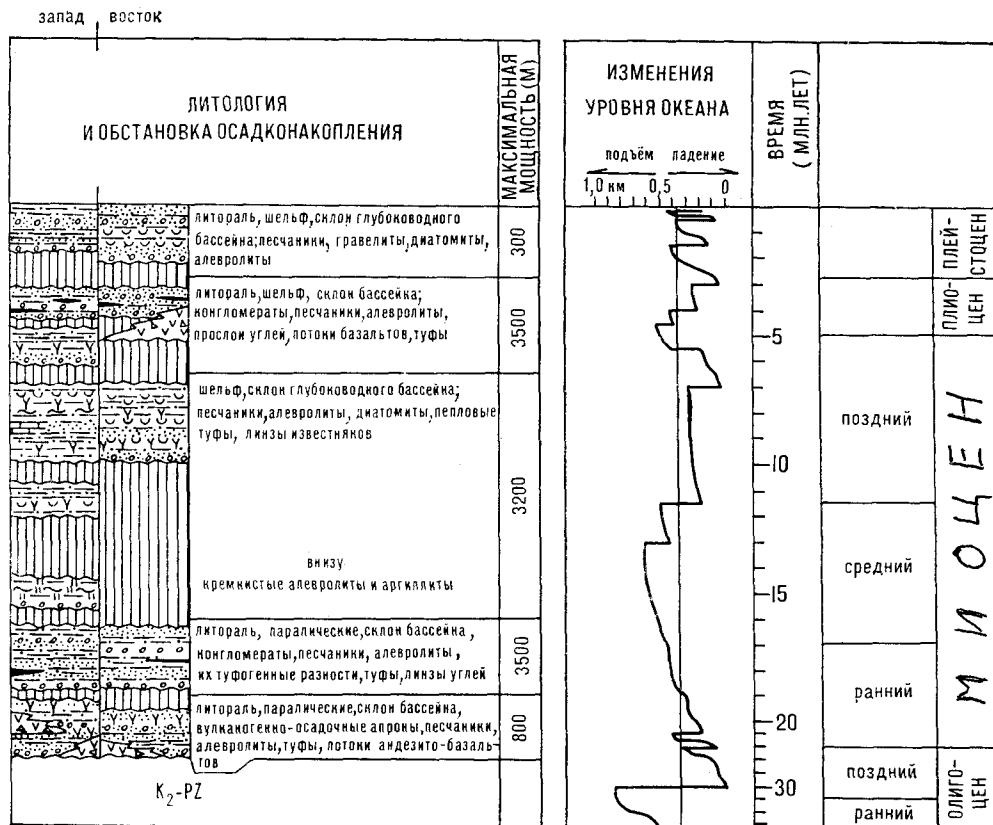 запад восток
ЛИТОЛОГИЯ
И ОБСТАНОВКА ОСАДКОНАКОПЛЕНИЯ
МАКСИМАЛЬНАЯ
МОЩНОСТЬ (М)
литораль, шельф, склон глубоководного
бассейна; песчаники, гравелиты, диатомиты,
алевролиты
300
литораль, шельф, склон бассейна;
конгломераты, песчаники, алевролиты,
прослои углей, потоки базальтов, туфы
3500
шельф, склон глубоководного бассейна;
песчаники, алевролиты, диатомиты, пепловые
туфы, линзы известняков
3200
внизу
кремнистые алевролиты и аргиллиты
литораль, паралические, склон бассейна,
конгломераты, песчаники, алевролиты,
их туфогенные разности, туфы, линзы углей
3500
литораль, паралические, склон бассейна,
вулканогенно-осадочные апроны, песчаники,
алевролиты, туфы, потоки андезито-базаль-
тов
800
K₂-PZ
ИЗМЕНЕНИЯ
УРОВНЯ ОКЕАНА
подъём падение
1,0 км 0,5 0
ВРЕМЯ
(МЛН.ЛЕТ)
5
10
15
20
30
ПЛЕЙ-
СТОЦЕН
ПЛИО-
ЦЕН
поздний
средний
ранний
МИОЦЕН
поздний
ранний
ОЛИГО-
ЦЕН